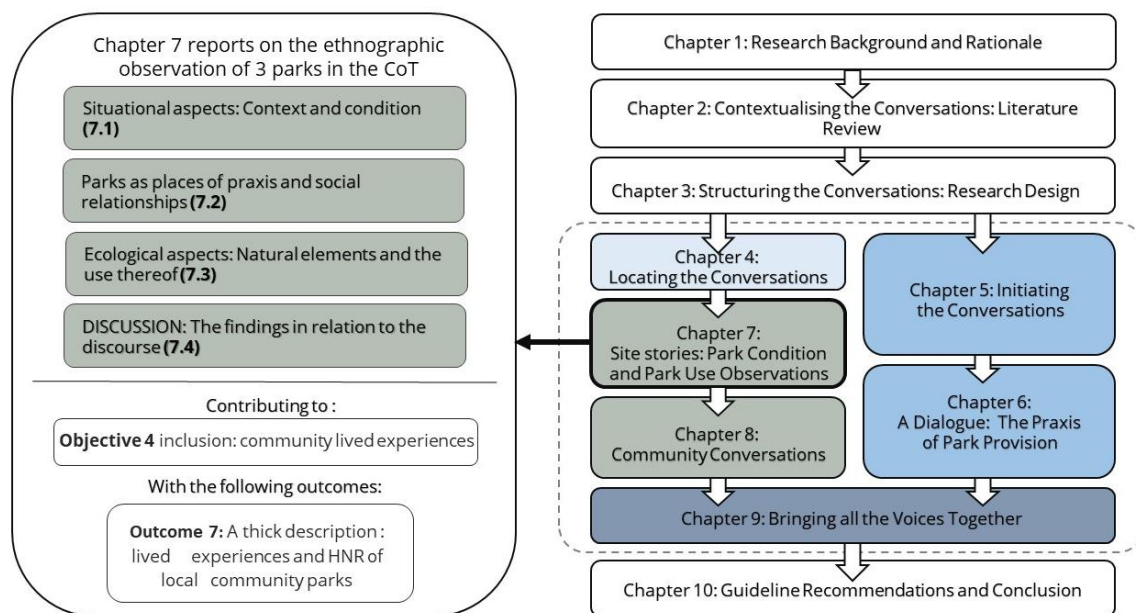 Chapter 7 reports on the ethnographic
observation of 3 parks in the CoT
Situational aspects: Context and condition
(7.1)
Parks as places of praxis and social
relationships (7.2)
Ecological aspects: Natural elements and the
use thereof (7.3)
DISCUSSION: The findings in relation to the
discourse (7.4)
Contributing to :
Objective 4 inclusion: community lived experiences
With the following outcomes:
Outcome 7: A thick description :
lived experiences and HNR of
local community parks
Chapter 1: Research Background and Rationale
Chapter 2: Contextualising the Conversations: Literature
Review
Chapter 3: Structuring the Conversations: Research Design
Chapter 4:
Locating the Conversations
Chapter 7:
Site stories: Park Condition
and Park Use Observations
Chapter 8:
Community Conversations
Chapter 5: Initiating
the Conversations
Chapter 6:
A Dialogue: The Praxis
of Park Provision
Chapter 9: Bringing all the Voices Together
Chapter 10: Guideline Recommendations and Conclusion